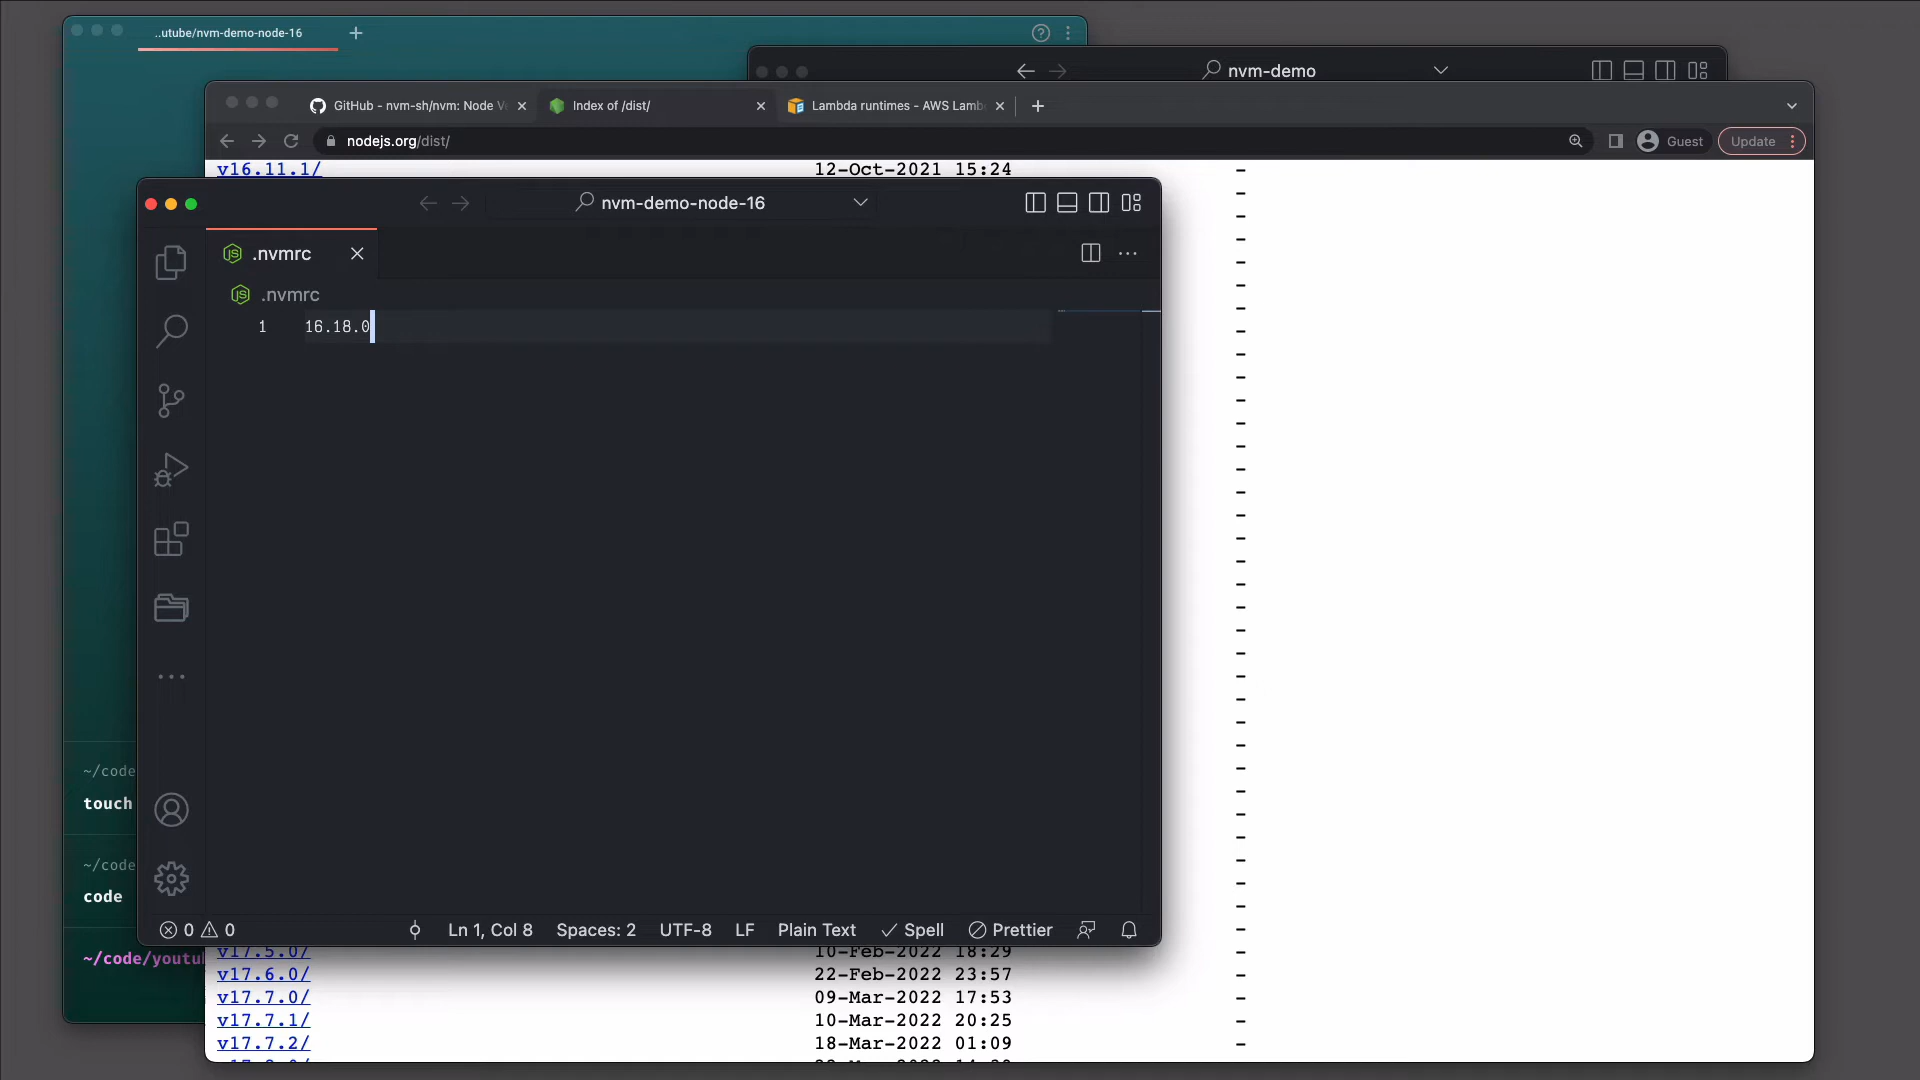 ..utube/nvm-demo-node-16
nvm-demo
GitHub - nvm-sh/nvm: Node V
Index of /dist/
Lambda runtimes - AWS Lamb
nodejs.org/dist/
Guest
Update
v16.11.1/ 12-Oct-2021 15:24 -
nvm-demo-node-16
.nvmrc
.nvmrc
1 16.18.0
~/code
touch
~/code
code
0 0 Ln 1, Col 8 Spaces: 2 UTF-8 LF Plain Text Spell Prettier
~/code/youtu
v17.5.0/ 10-Feb-2022 18:29
v17.6.0/ 22-Feb-2022 23:57 -
v17.7.0/ 09-Mar-2022 17:53 -
v17.7.1/ 10-Mar-2022 20:25 -
v17.7.2/ 18-Mar-2022 01:09 -